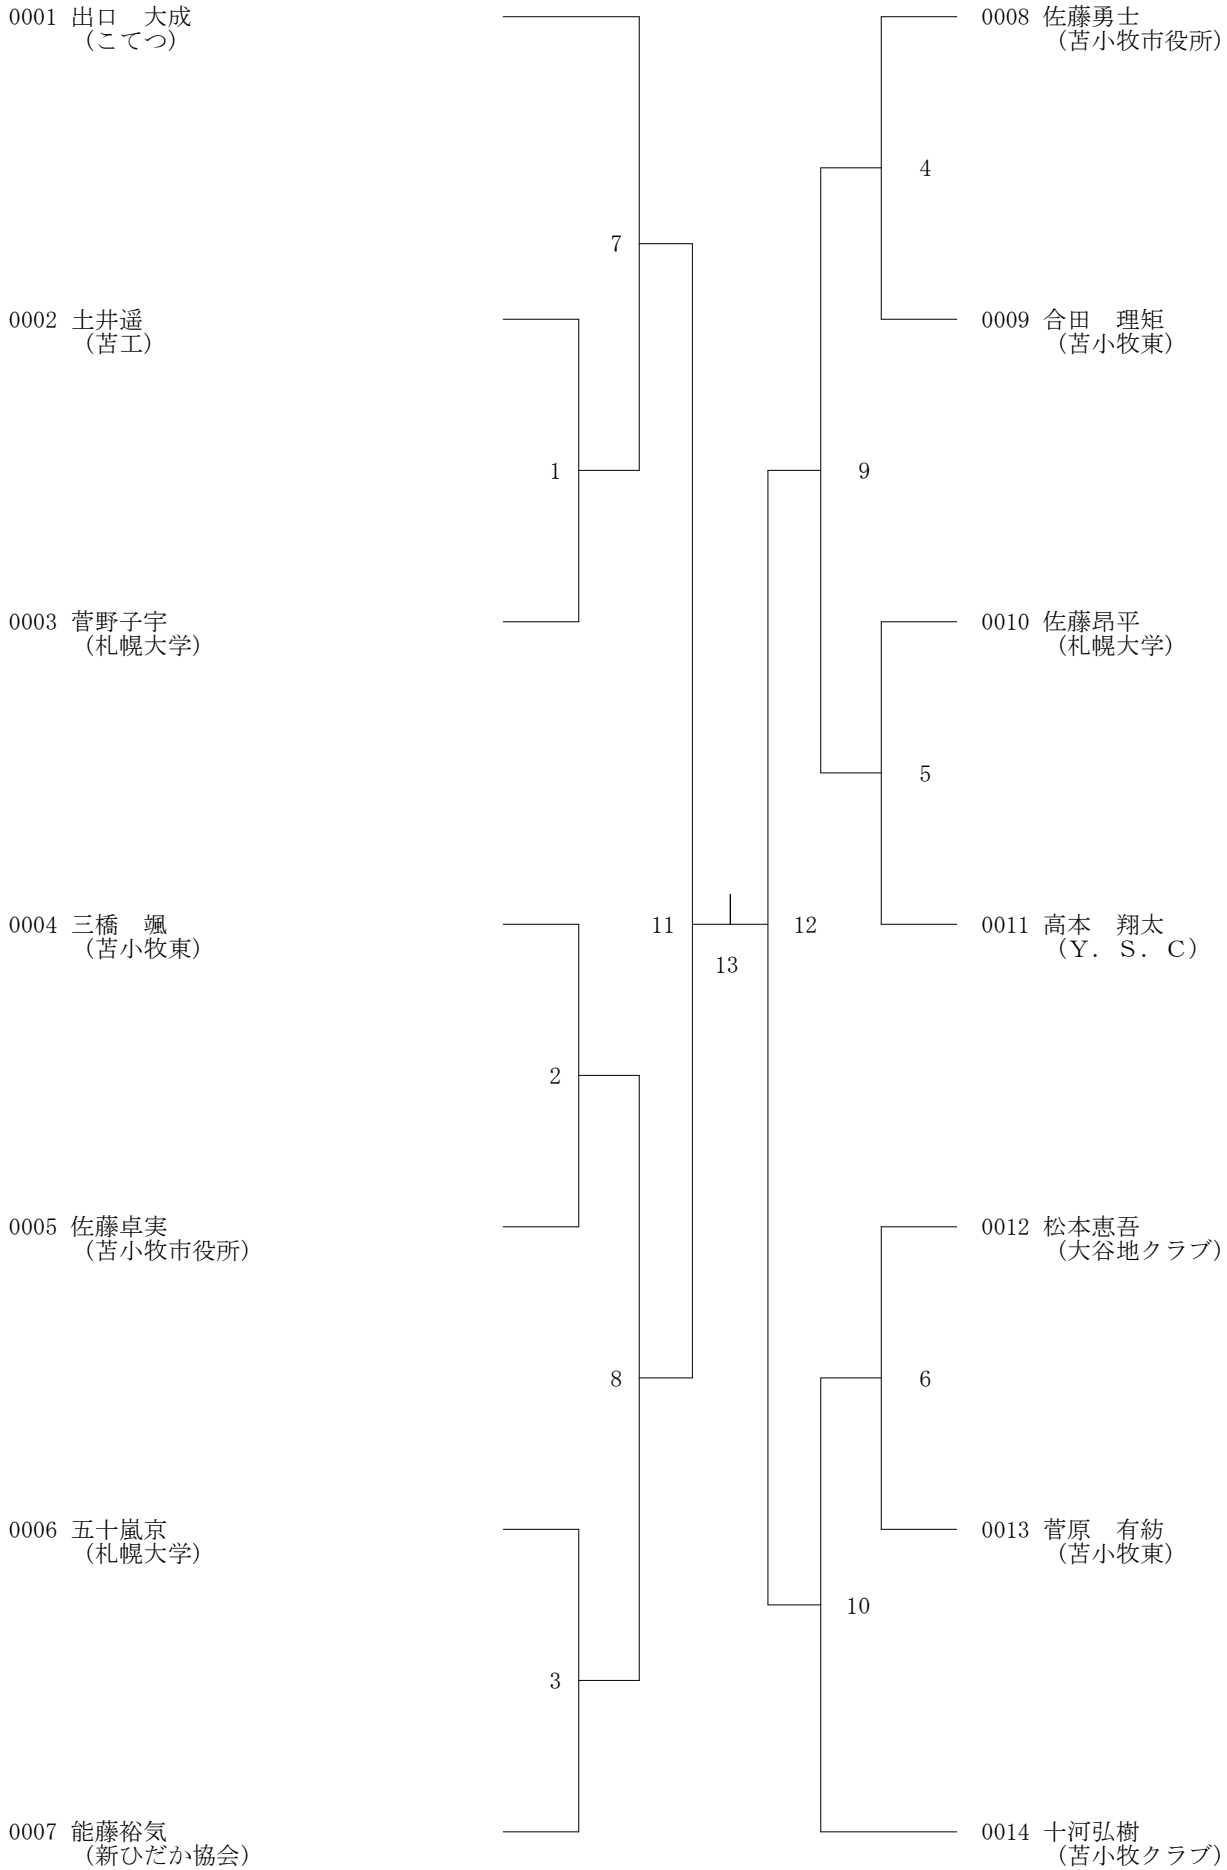 0001 出口　大成
（こてつ）
7
0002 土井遥
（苫工）
1
0003 菅野子宇
（札幌大学）
0004 三橋　颯
（苫小牧東）
2
0005 佐藤卓実
（苫小牧市役所）
8
0006 五十嵐京
（札幌大学）
3
0007 能藤裕気
（新ひだか協会）
11
13
12
0008 佐藤勇士
（苫小牧市役所）
4
0009 合田　理矩
（苫小牧東）
9
0010 佐藤昂平
（札幌大学）
5
0011 高本　翔太
（Ｙ．Ｓ．Ｃ）
0012 松本恵吾
（大谷地クラブ）
6
0013 菅原　有紡
（苫小牧東）
10
0014 十河弘樹
（苫小牧クラブ）